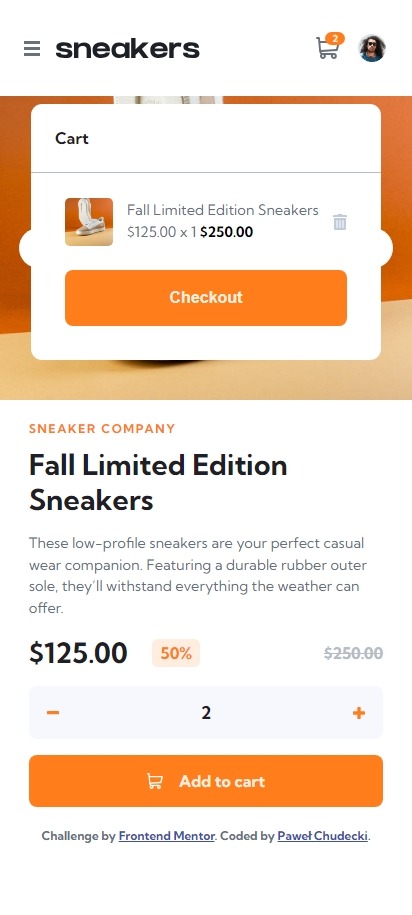 sneakers
2
Cart
Fall Limited Edition Sneakers
$125.00 x 1 $250.00
Checkout
SNEAKER COMPANY
Fall Limited Edition
Sneakers
These low-profile sneakers are your perfect casual
wear companion. Featuring a durable rubber outer
sole, they'll withstand everything the weather can
offer.
$125.00 50% $250.00
2
Add to cart
Challenge by Frontend Mentor. Coded by Paweł Chudecki.